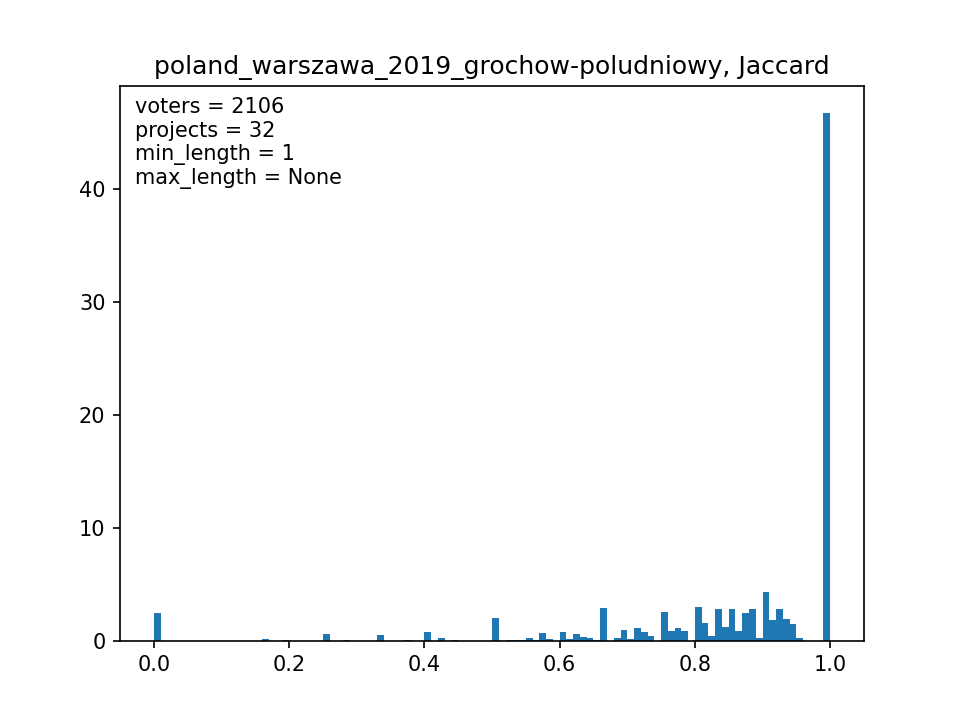 poland_warszawa_2019_grochow-poludniowy, Jaccard
voters = 2106
projects = 32
min_length = 1
max_length = None
40
30
20
10
0
0.0 0.2 0.4 0.6 0.8 1.0